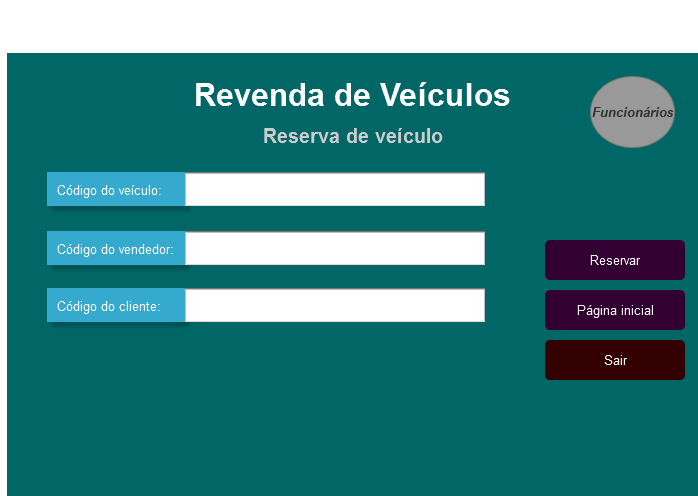 Revenda de Veículos
Funcionários
Reserva de veículo
Código do veículo:
Código do vendedor:
Reservar
Código do cliente:
Página inicial
Sair